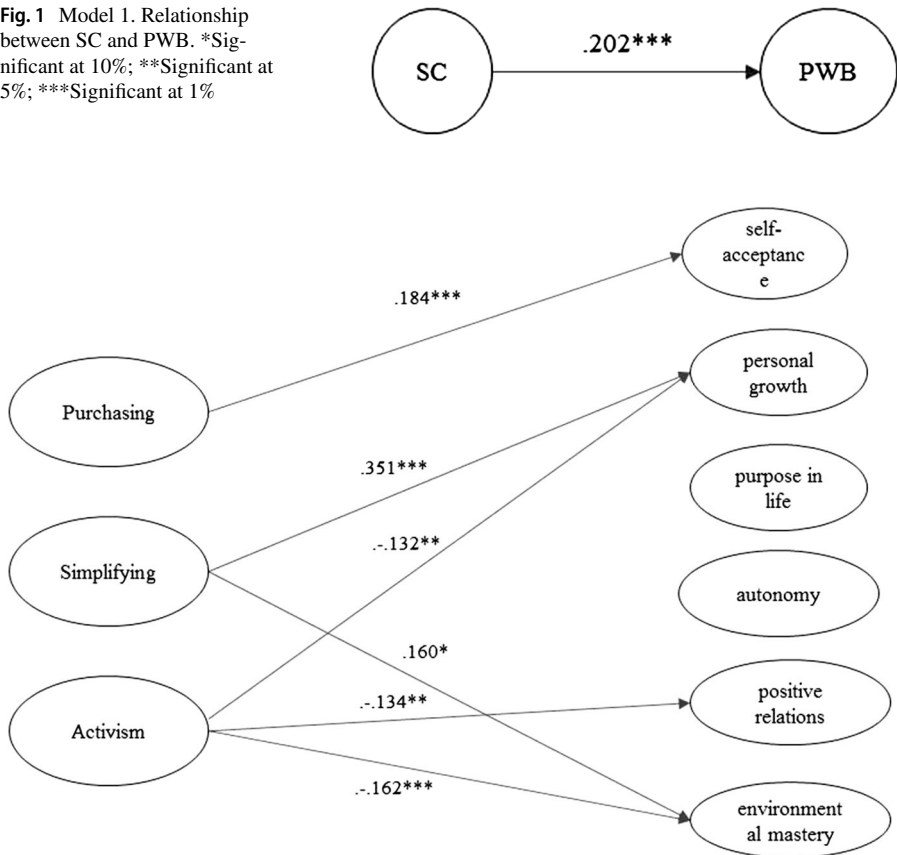 Fig. 1 Model 1. Relationship
between SC and PWB. *Sig-
nificant at 10%; **Significant at
5%; ***Significant at 1%
.202***
SC
PWB
self-
acceptanc
e
.184***
personal
growth
Purchasing
.351***
purpose in
life
.-.132**
Simplifying
autonomy
.160*
.-.134**
positive
relations
Activism
.-.162***
environment
al mastery